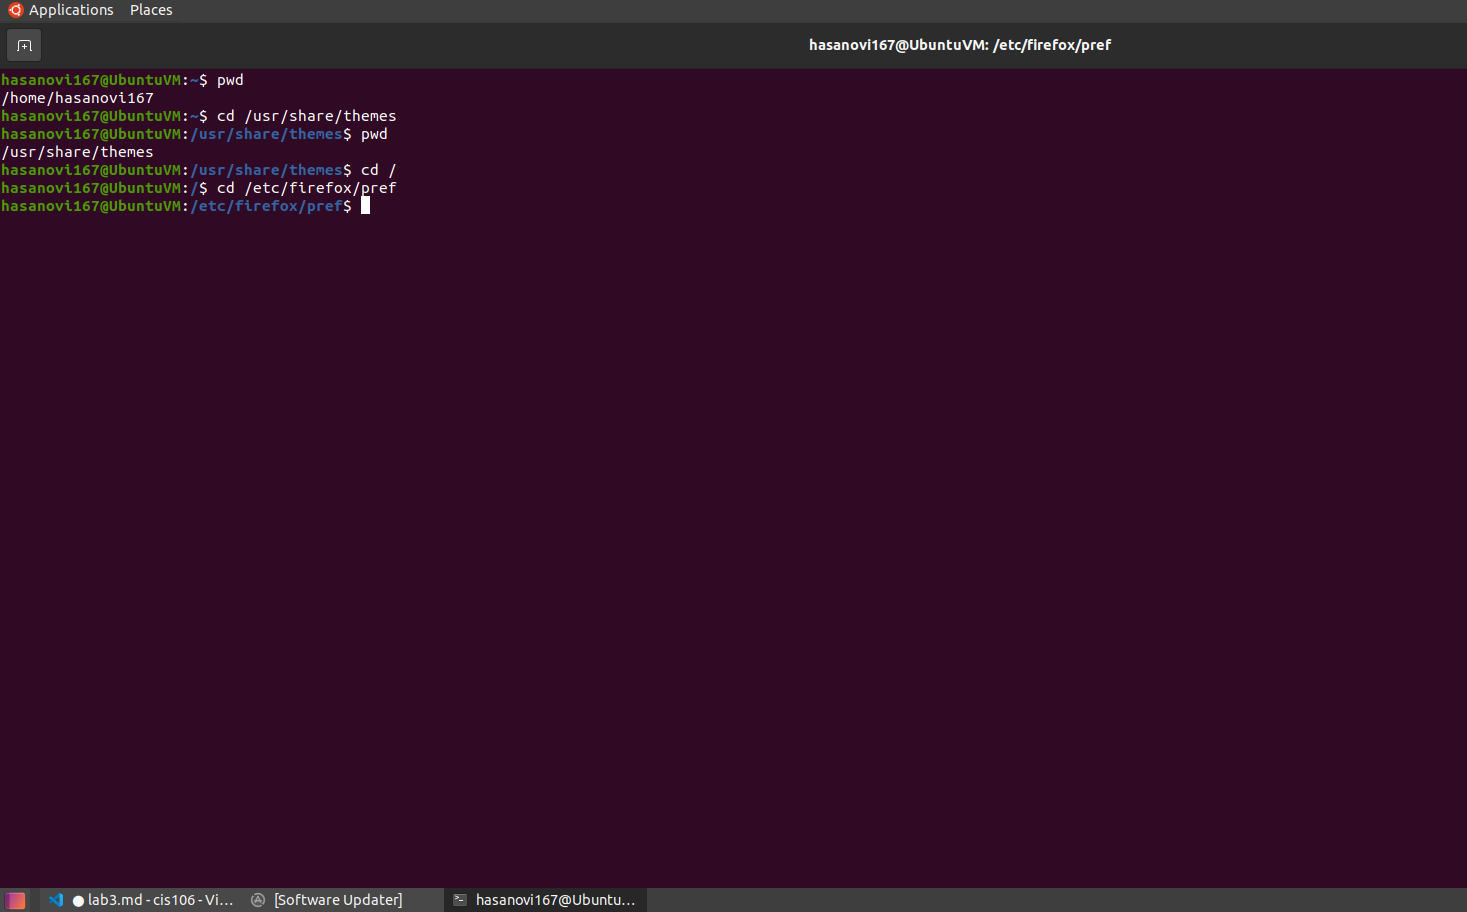 Applications Places
hasanovi167@UbuntuVM: /etc/firefox/pref
hasanovi167@UbuntuVM:~$ pwd
/home/hasanovi167
hasanovi167@UbuntuVM:~$ cd /usr/share/themes
hasanovi167@UbuntuVM:/usr/share/themes$ pwd
/usr/share/themes
hasanovi167@UbuntuVM:/usr/share/themes$ cd /
hasanovi167@UbuntuVM:/$ cd /etc/firefox/pref
hasanovi167@UbuntuVM:/etc/firefox/pref$
● lab3.md - cis106 - Vi... [Software Updater] hasanovi167@Ubuntu...